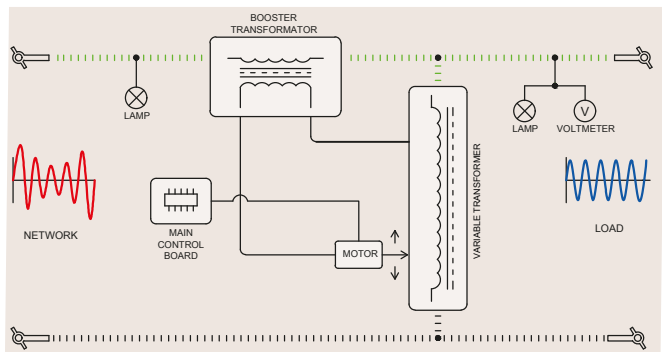 BOOSTER
TRANSFORMATOR
LAMP
LAMP
V
VOLTMETER
VARIABLE TRANSFORMER
NETWORK
MAIN
CONTROL
BOARD
MOTOR
LOAD